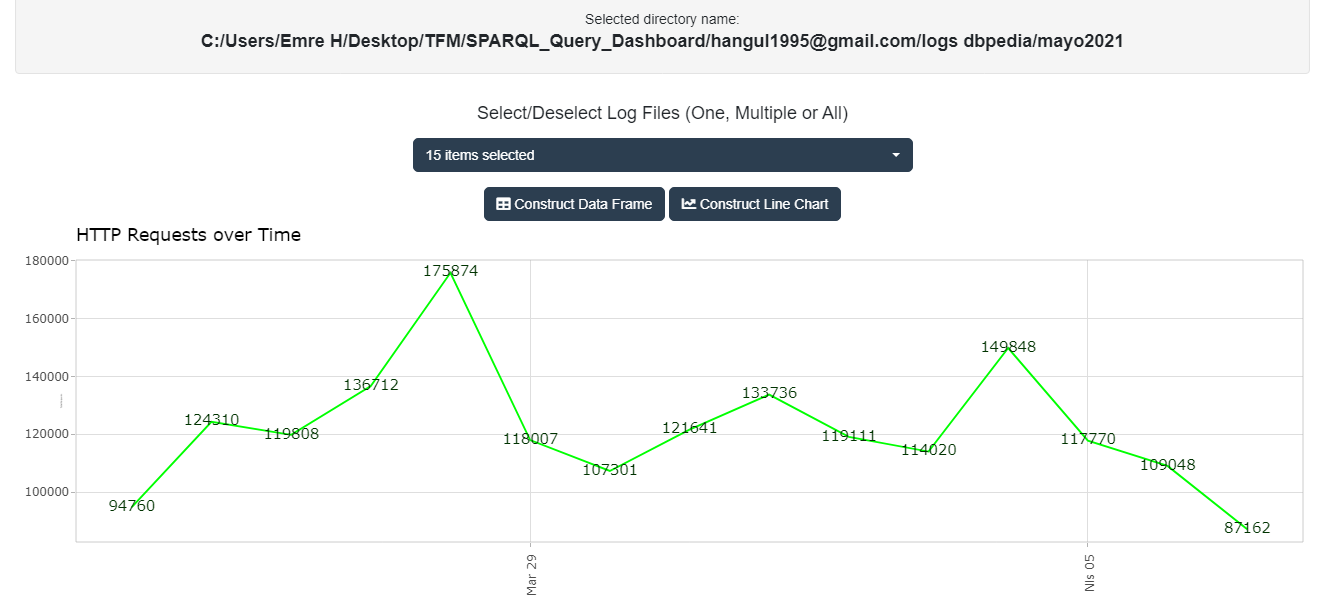 Selected directory name:
C:/Users/Emre H/Desktop/TFM/SPARQL_Query_Dashboard/hangul1995@gmail.com/logs dbpedia/mayo2021
Select/Deselect Log Files (One, Multiple or All)
15 items selected
Construct Data Frame
Construct Line Chart
HTTP Requests over Time
180000
160000
140000
120000
100000
94760
124310
119808
136712
175874
118007
107301
121641
133736
119111
114020
149848
117770
109048
87162
Mar 29
Nis 05